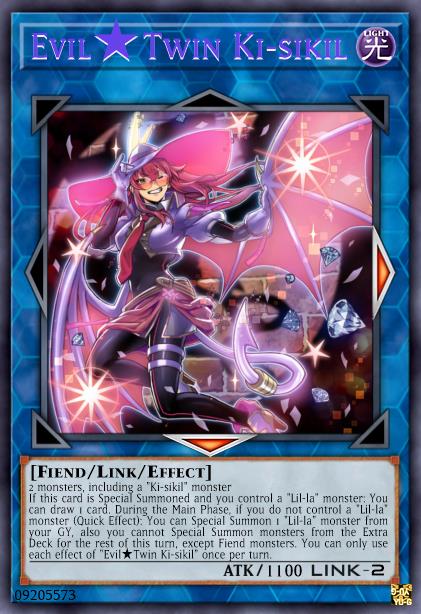 Evil★Twin Ki-sikil
LIGHT
光
[Fiend/Link/Effect]
2 monsters, including a "Ki-sikil" monster
If this card is Special Summoned and you control a "Lil-la" monster: You
can draw 1 card. During the Main Phase, if you do not control a "Lil-la"
monster (Quick Effect): You can Special Summon 1 "Lil-la" monster from
your GY, also you cannot Special Summon monsters from the Extra
Deck for the rest of this turn, except Fiend monsters. You can only use
each effect of "Evil★Twin Ki-sikil" once per turn.
ATK/1100 LINK-2
09205573